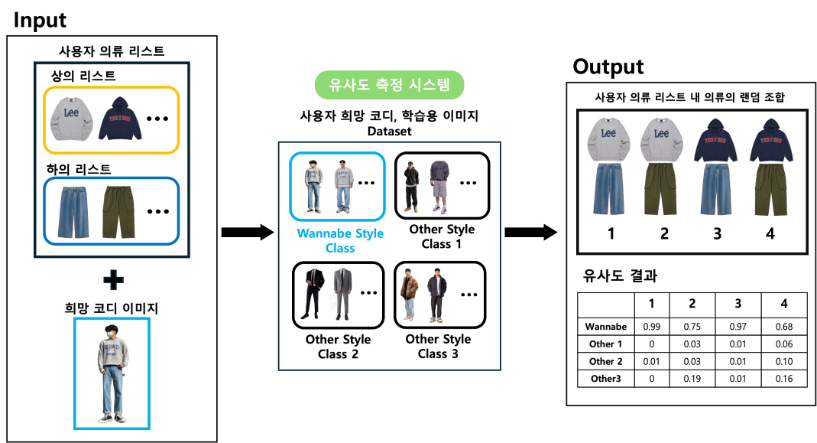 Input
사용자 의류 리스트
상의 리스트
Lee
하의 리스트
희망 코디 이미지
유사도 측정 시스템
사용자 희망 코디, 학습용 이미지
Dataset
Wannabe Style
Class
Other Style
Class 1
Other Style
Class 2
Other Style
Class 3
Output
사용자 의류 리스트 내 의류의 랜덤 조합
Lee
Lee
1 2 3 4
유사도 결과
1 2 3 4
Wannabe 0.99 0.75 0.97 0.68
Other 1 0 0.03 0.01 0.06
Other 2 0.01 0.03 0.01 0.10
Other3 0 0.19 0.01 0.16